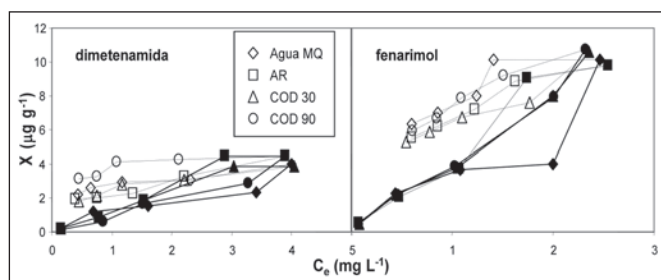 dimetenamida
fenarimol
Agua MQ
AR
COD 30
COD 90
X (µg g⁻¹)
12
10
8
6
4
2
0
0 1 2 3 4 5 1 2 3
Cₑ (mg L⁻¹)